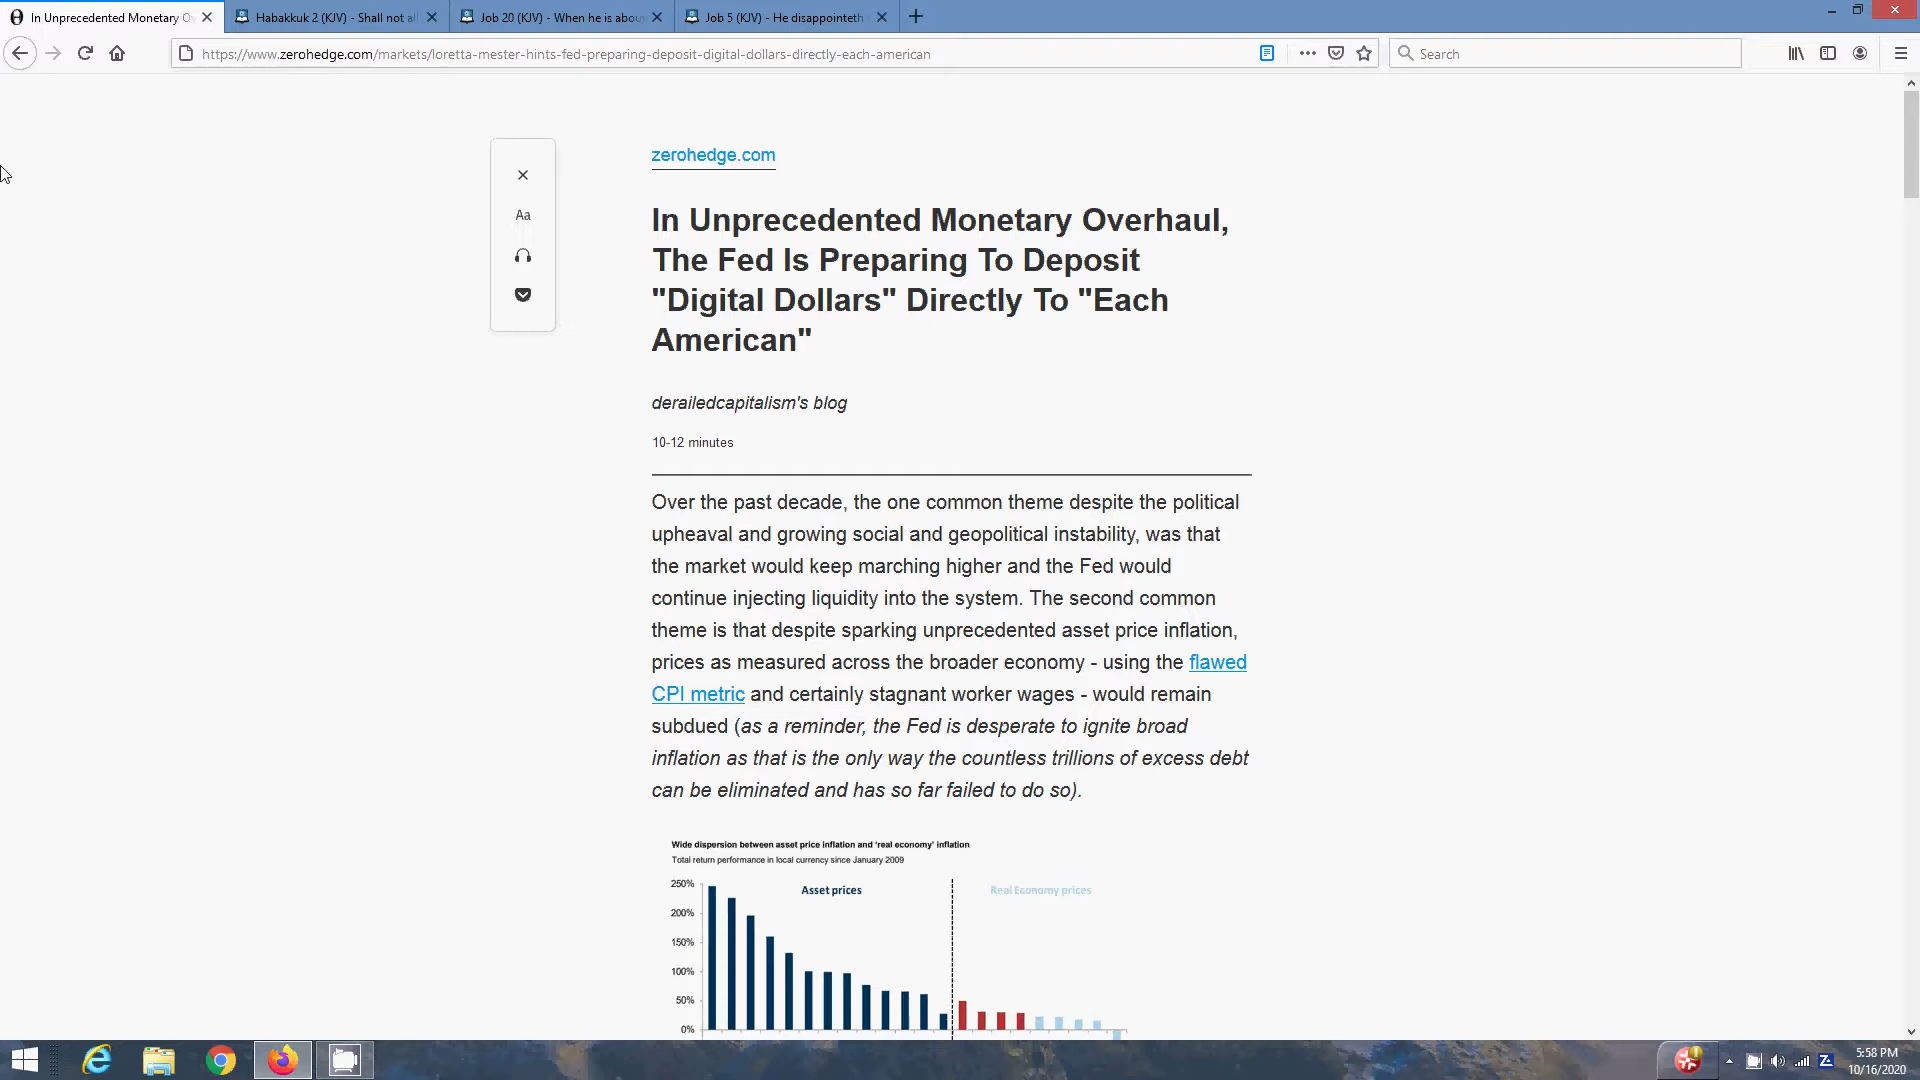 In Unprecedented Monetary Ov
Habakkuk 2 (KJV) - Shall not all
Job 20 (KJV) - When he is abou
Job 5 (KJV) - He disappointeth
https://www.zerohedge.com/markets/loretta-mester-hints-fed-preparing-deposit-digital-dollars-directly-each-american
Search
zerohedge.com
Aa
In Unprecedented Monetary Overhaul,
The Fed Is Preparing To Deposit
"Digital Dollars" Directly To "Each
American"
derailedcapitalism's blog
10-12 minutes
Over the past decade, the one common theme despite the political
upheaval and growing social and geopolitical instability, was that
the market would keep marching higher and the Fed would
continue injecting liquidity into the system. The second common
theme is that despite sparking unprecedented asset price inflation,
prices as measured across the broader economy - using the flawed
CPI metric and certainly stagnant worker wages - would remain
subdued (as a reminder, the Fed is desperate to ignite broad
inflation as that is the only way the countless trillions of excess debt
can be eliminated and has so far failed to do so).
Wide dispersion between asset price inflation and 'real economy' inflation
Total return performance in local currency since January 2009
250%
Asset prices
Real Economy prices
200%
150%
100%
50%
0%
5:58 PM
10/16/2020